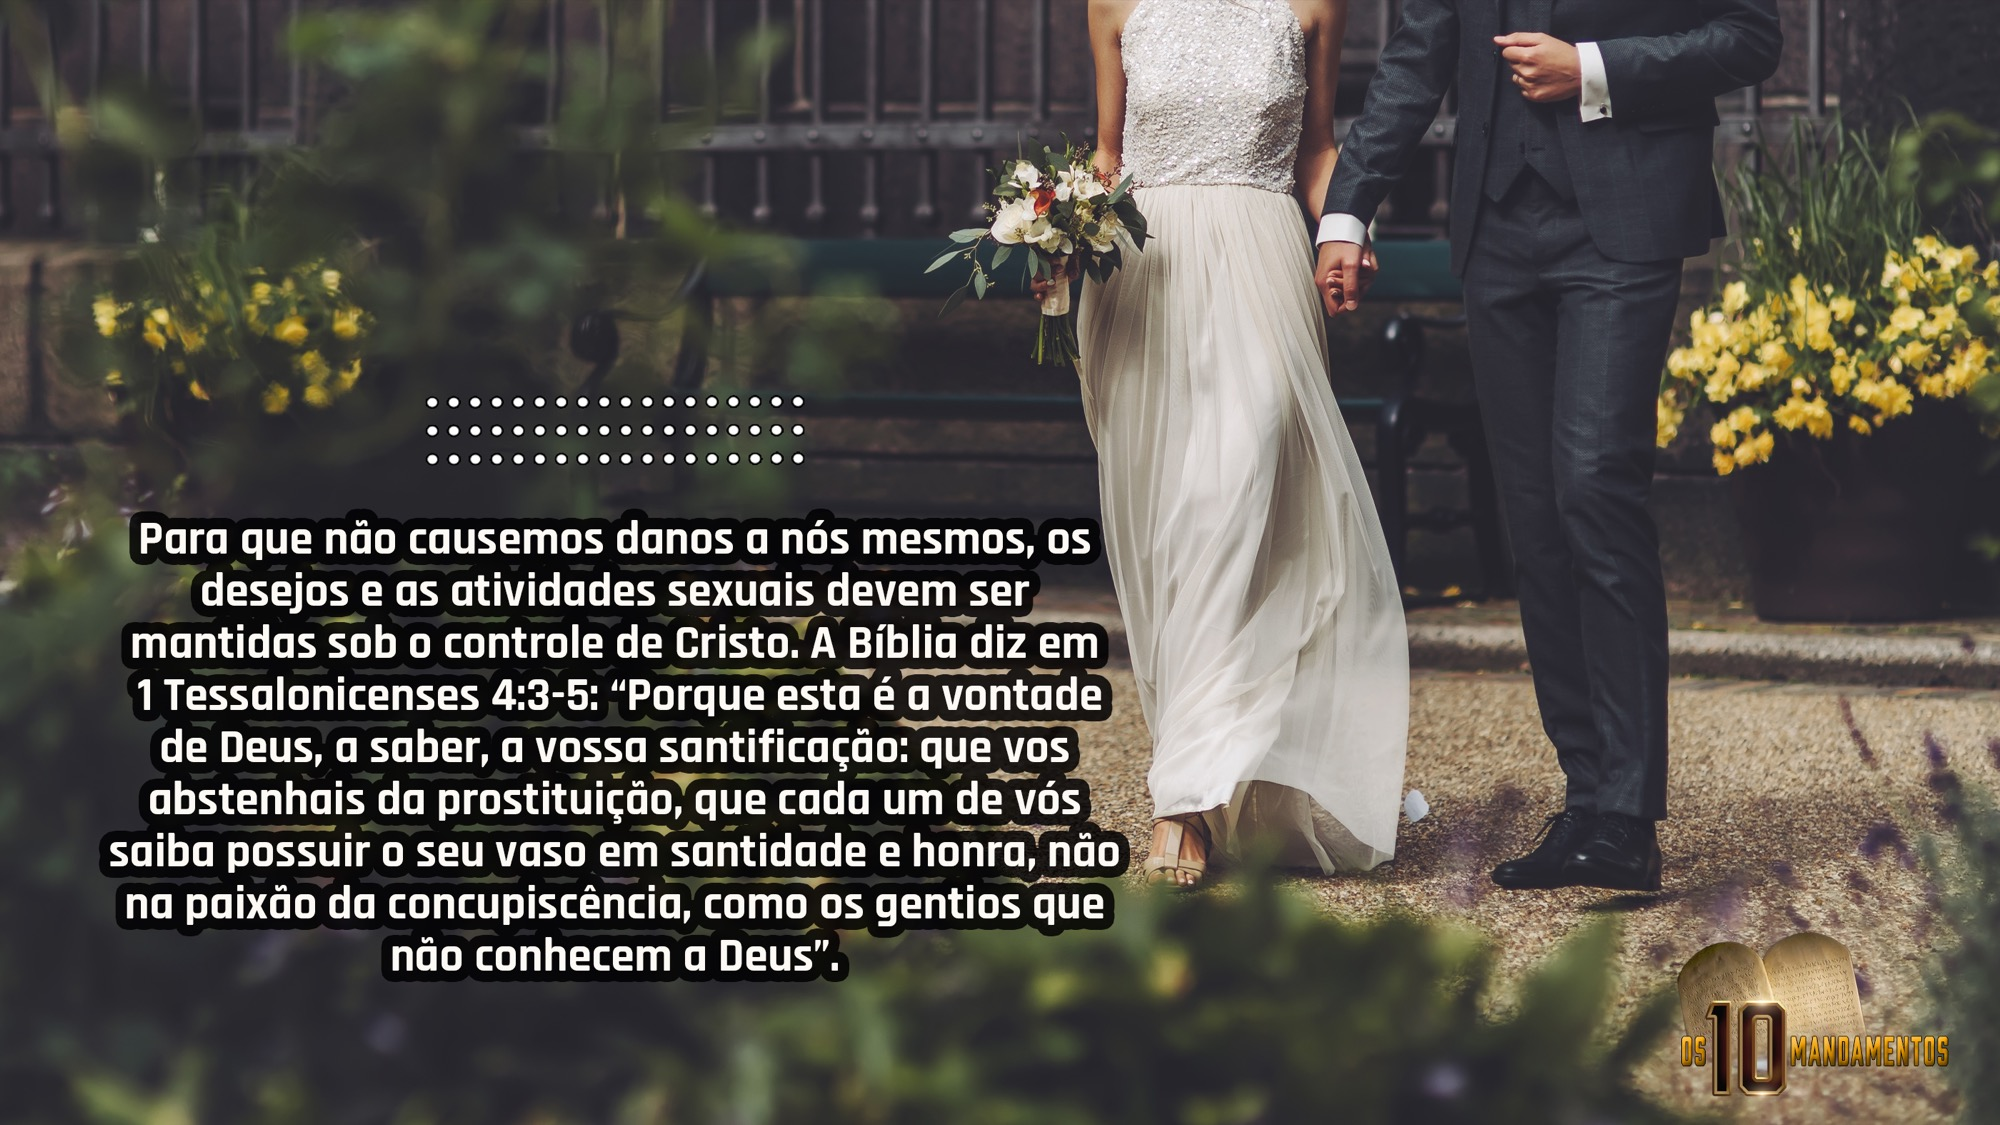 Para que não causemos danos a nós mesmos, os
desejos e as atividades sexuais devem ser
mantidas sob o controle de Cristo. A Bíblia diz em
1 Tessalonicenses 4:3-5: “Porque esta é a vontade
de Deus, a saber, a vossa santificação: que vos
abstenhais da prostituição, que cada um de vós
saiba possuir o seu vaso em santidade e honra, não
na paixão da concupiscência, como os gentios que
não conhecem a Deus”.
OS 10 MANDAMENTOS